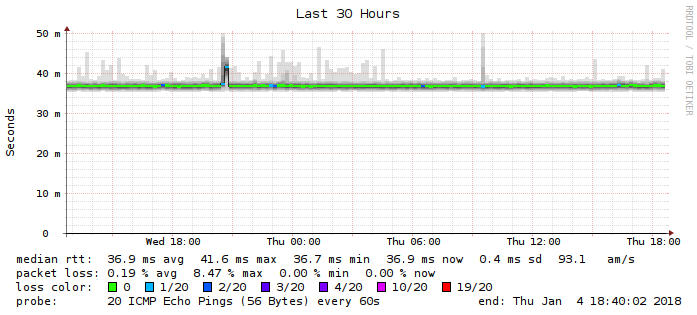 Last 30 Hours
RRDTOOL / TOBI OETIKER
Seconds
50 m
40 m
30 m
20 m
10 m
0
Wed 18:00 Thu 00:00 Thu 06:00 Thu 12:00 Thu 18:00
median rtt: 36.9 ms avg 41.6 ms max 36.7 ms min 36.9 ms now 0.4 ms sd 93.1 am/s
packet loss: 0.19 % avg 8.47 % max 0.00 % min 0.00 % now
loss color: 0 1/20 2/20 3/20 4/20 10/20 19/20
probe: 20 ICMP Echo Pings (56 Bytes) every 60s end: Thu Jan 4 18:40:02 2018